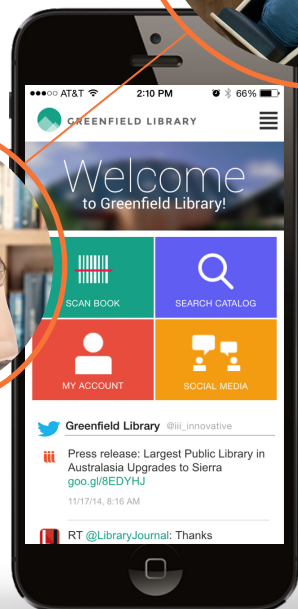 AT&T 2:10 PM 66%
GREENFIELD LIBRARY
Welcome
to Greenfield Library!
SCAN BOOK SEARCH CATALOG
MY ACCOUNT SOCIAL MEDIA
Greenfield Library @iii_innovative
iii Press release: Largest Public Library in
Australasia Upgrades to Sierra
goo.gl/8EDYHJ
11/17/14, 8:16 AM
RT @LibraryJournal: Thanks